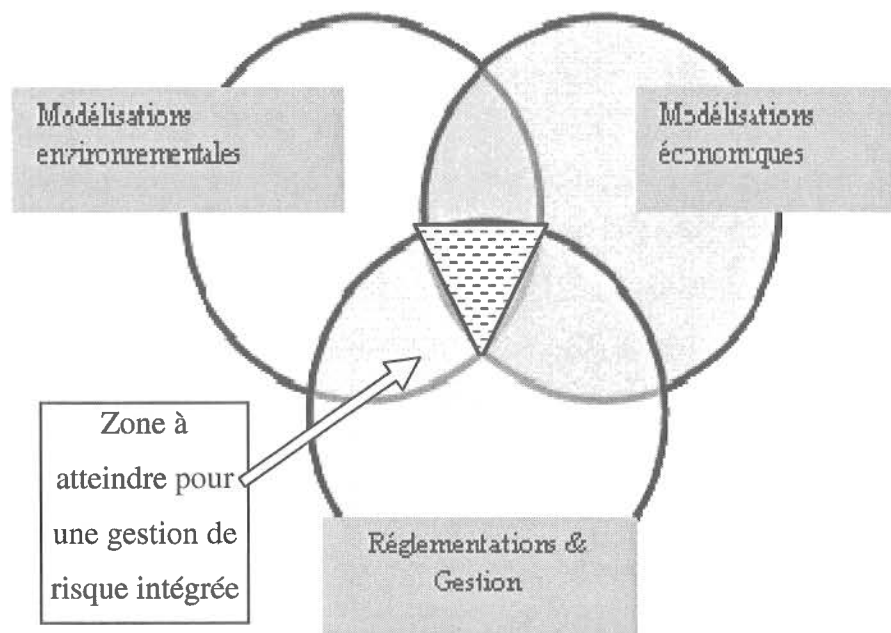 Modélisations
environnementales
Modélisations
économiques
Zone à
atteindre pour
une gestion de
risque intégrée
Réglementations &
Gestion